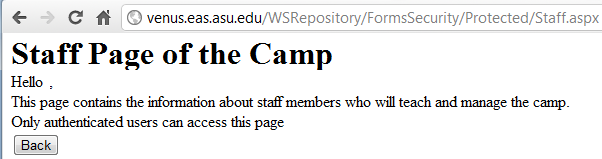 venus.eas.asu.edu/WSRepository/FormsSecurity/Protected/Staff.aspx
Staff Page of the Camp
Hello ,
This page contains the information about staff members who will teach and manage the camp.
Only authenticated users can access this page
Back